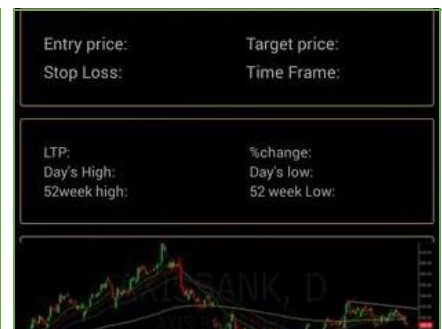 Entry price: Target price:
Stop Loss: Time Frame:
LTP: %change:
Day's High: Day's low:
52week high: 52 week Low:
AXISBANK, D